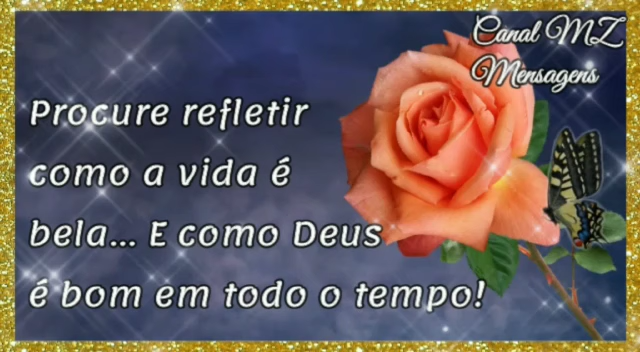 Canal MZ
Mensagens
Procure refletir
como a vida é
bela... E como Deus
é bom em todo o tempo!